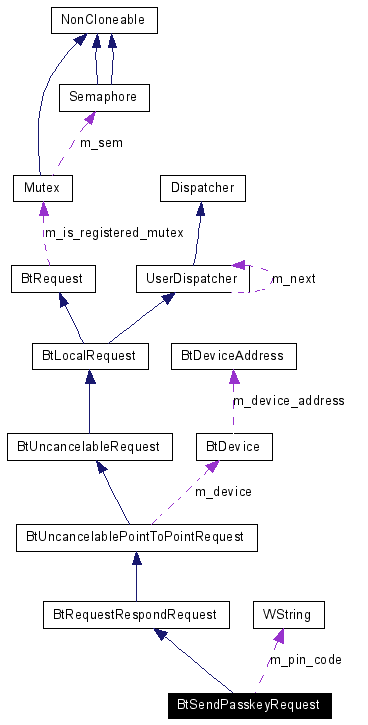 NonCloneable
Semaphore
m_sem
Mutex
Dispatcher
m_is_registered_mutex
BtRequest
UserDispatcher
m_next
BtLocalRequest
BtDeviceAddress
m_device_address
BtUncancelableRequest
BtDevice
m_device
BtUncancelablePointToPointRequest
BtRequestRespondRequest
WString
m_pin_code
BtSendPasskeyRequest